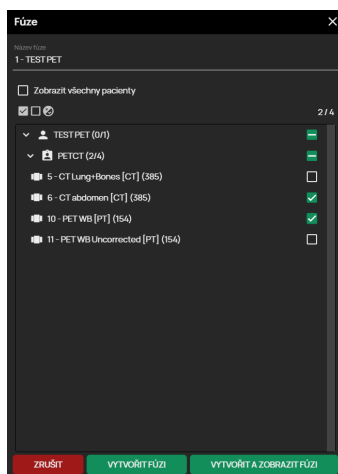 Fúze
Název fúze
1 - TEST PET
Zobrazit všechny pacienty
2 / 4
TEST PET (0/1)
PETCT (2/4)
5 - CT Lung+Bones [CT] (385)
6 - CT abdomen [CT] (385)
10 - PET WB [PT] (154)
11 - PET WB Uncorrected [PT] (154)
ZRUŠIT VYTVOŘIT FÚZI VYTVOŘIT A ZOBRAZIT FÚZI